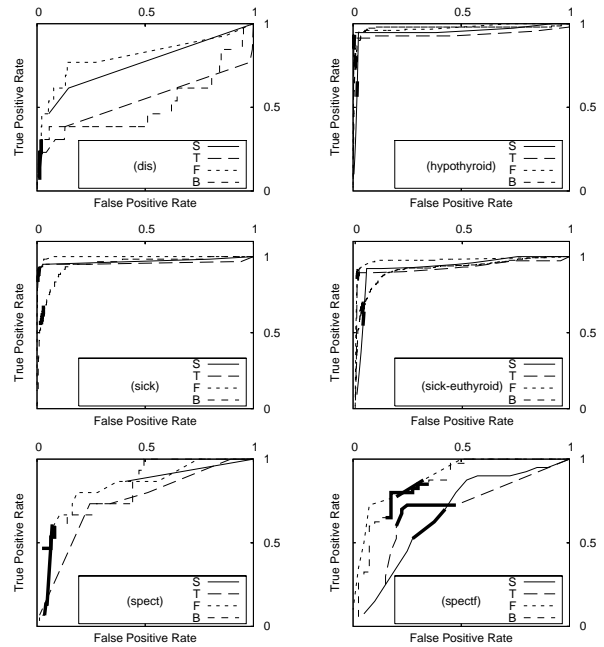 0 0.5 1
True Positive Rate
1
0.5
0
S
T
F
B
(dis)
False Positive Rate
0 0.5 1
True Positive Rate
1
0.5
0
S
T
F
B
(hypothyroid)
False Positive Rate
0 0.5 1
True Positive Rate
1
0.5
0
S
T
F
B
(sick)
False Positive Rate
0 0.5 1
True Positive Rate
1
0.5
0
S
T
F
B
(sick-euthyroid)
False Positive Rate
0 0.5 1
True Positive Rate
1
0.5
0
S
T
F
B
(spect)
False Positive Rate
0 0.5 1
True Positive Rate
1
0.5
0
S
T
F
B
(spectf)
False Positive Rate